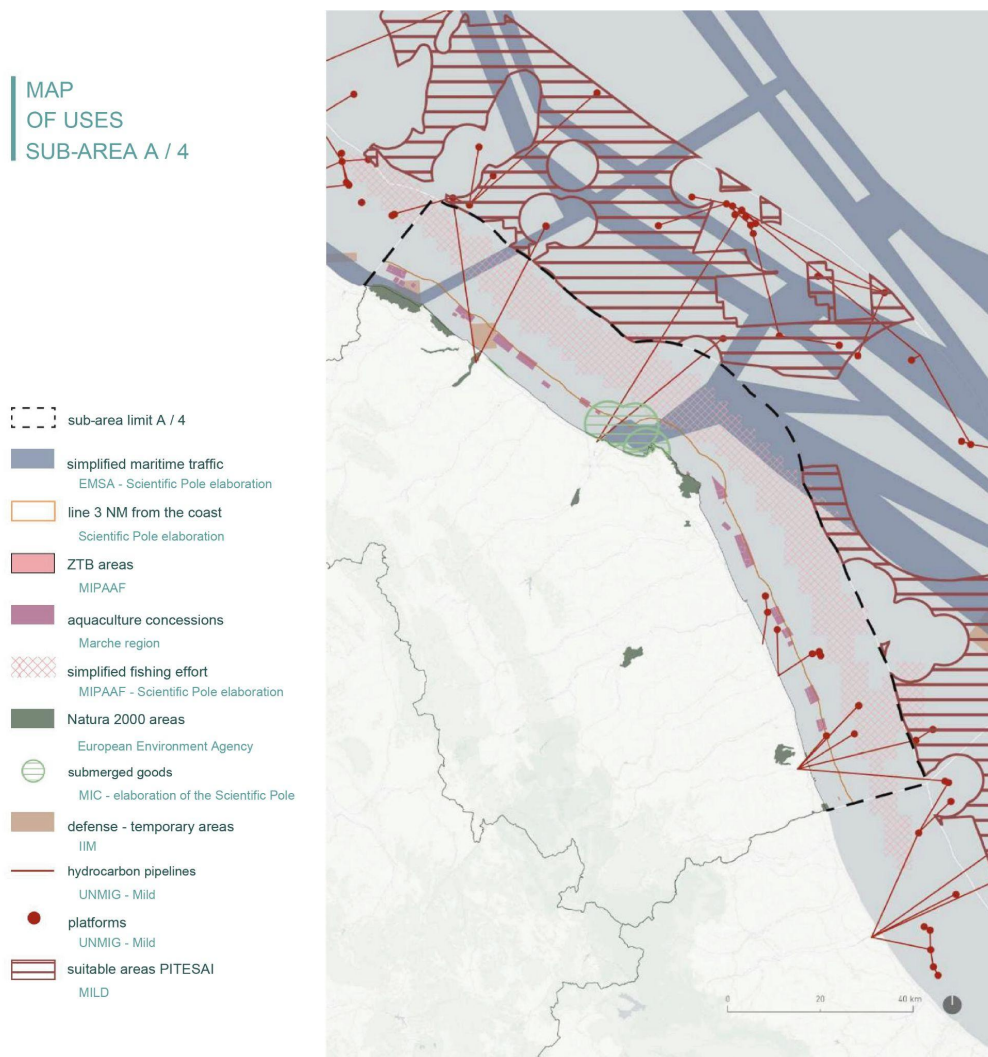 MAP
OF USES
SUB-AREA A / 4
sub-area limit A / 4
simplified maritime traffic
EMSA - Scientific Pole elaboration
line 3 NM from the coast
Scientific Pole elaboration
ZTB areas
MIPAAF
aquaculture concessions
Marche region
simplified fishing effort
MIPAAF - Scientific Pole elaboration
Natura 2000 areas
European Environment Agency
submerged goods
MIC - elaboration of the Scientific Pole
defense - temporary areas
IIM
hydrocarbon pipelines
UNMIG - Mild
platforms
UNMIG - Mild
suitable areas PITESAI
MILD
0 20 40 km